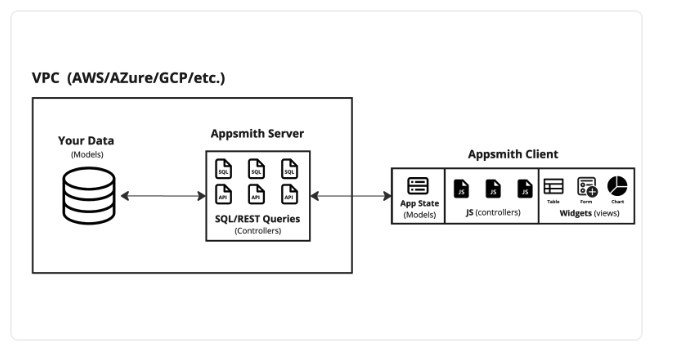 VPC (AWS/AZure/GCP/etc.)
Your Data
(Models)
Appsmith Server
SQL SQL SQL
API API API
SQL/REST Queries
(Controllers)
Appsmith Client
App State
(Models)
JS JS JS
JS (controllers)
Table Form Chart
Widgets (views)